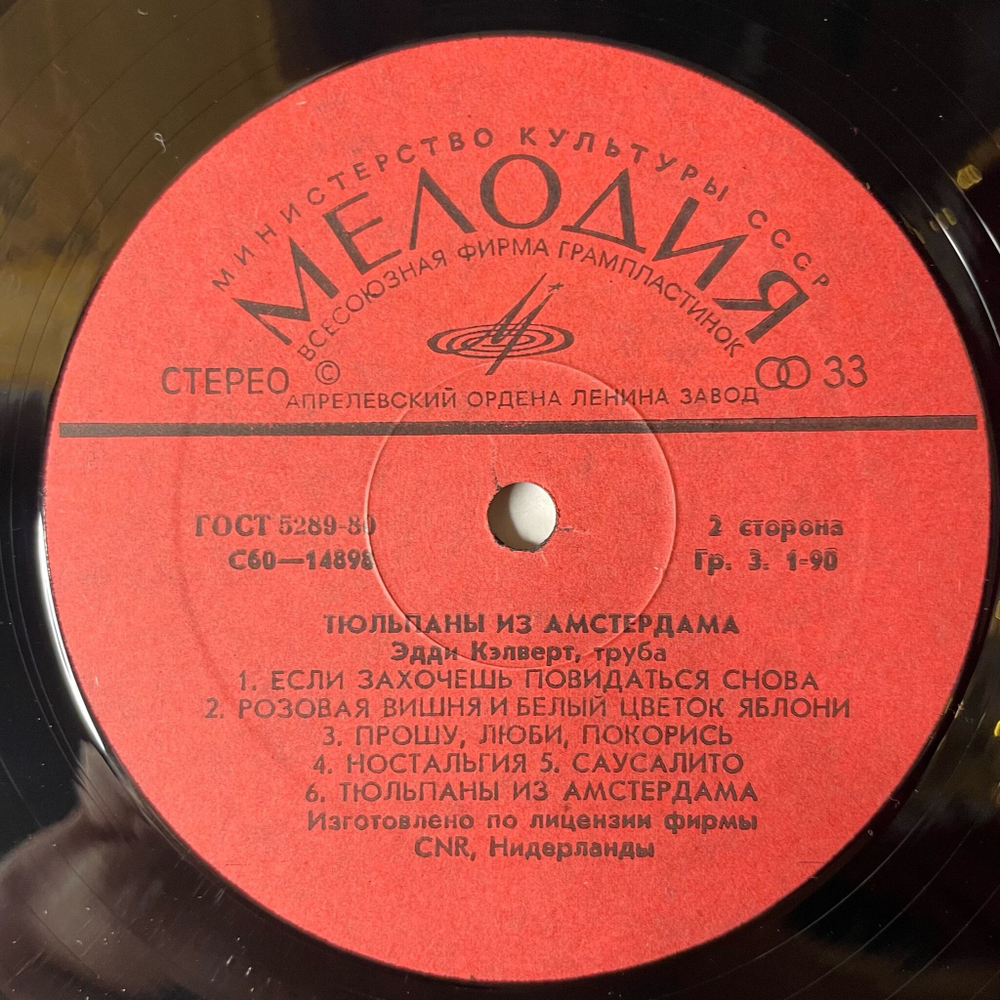 МИНИСТЕРСТВО КУЛЬТУРЫ СССР
МЕЛОДИЯ
ВСЕСОЮЗНАЯ ФИРМА ГРАМПЛАСТИНОК
СТЕРЕО © 33
АПРЕЛЕВСКИЙ ОРДЕНА ЛЕНИНА ЗАВОД
ГОСТ 5289-80 2 сторона
С60—14898 Гр. 3. 1-90
ТЮЛЬПАНЫ ИЗ АМСТЕРДАМА
Эдди Кэлверт, труба
1. ЕСЛИ ЗАХОЧЕШЬ ПОВИДАТЬСЯ СНОВА
2. РОЗОВАЯ ВИШНЯ И БЕЛЫЙ ЦВЕТОК ЯБЛОНИ
3. ПРОШУ, ЛЮБИ, ПОКОРИСЬ
4. НОСТАЛЬГИЯ 5. САУСАЛИТО
6. ТЮЛЬПАНЫ ИЗ АМСТЕРДАМА
Изготовлено по лицензии фирмы
CNR, Нидерланды